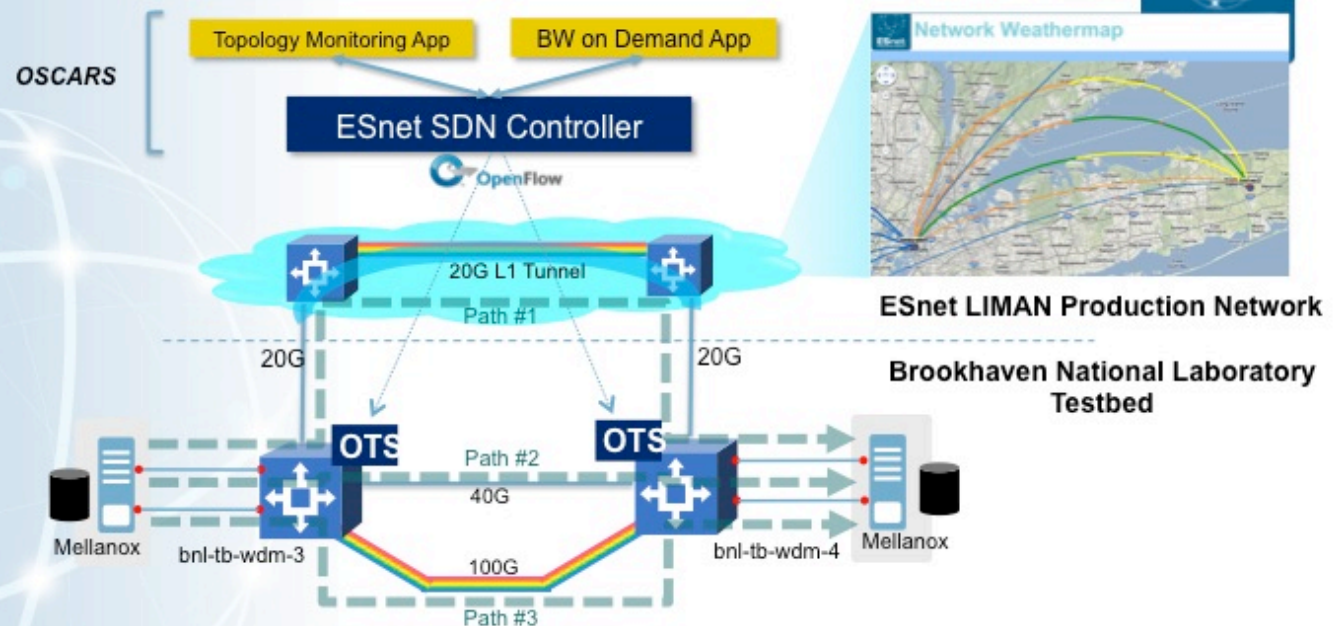 Topology Monitoring App
BW on Demand App
OSCARS
ESnet SDN Controller
OpenFlow
ESnet
Network Weathermap
20G L1 Tunnel
Path #1
ESnet LIMAN Production Network
20G
20G
Brookhaven National Laboratory
Testbed
OTS
OTS
Path #2
40G
Mellanox
bnl-tb-wdm-3
bnl-tb-wdm-4
Mellanox
100G
Path #3